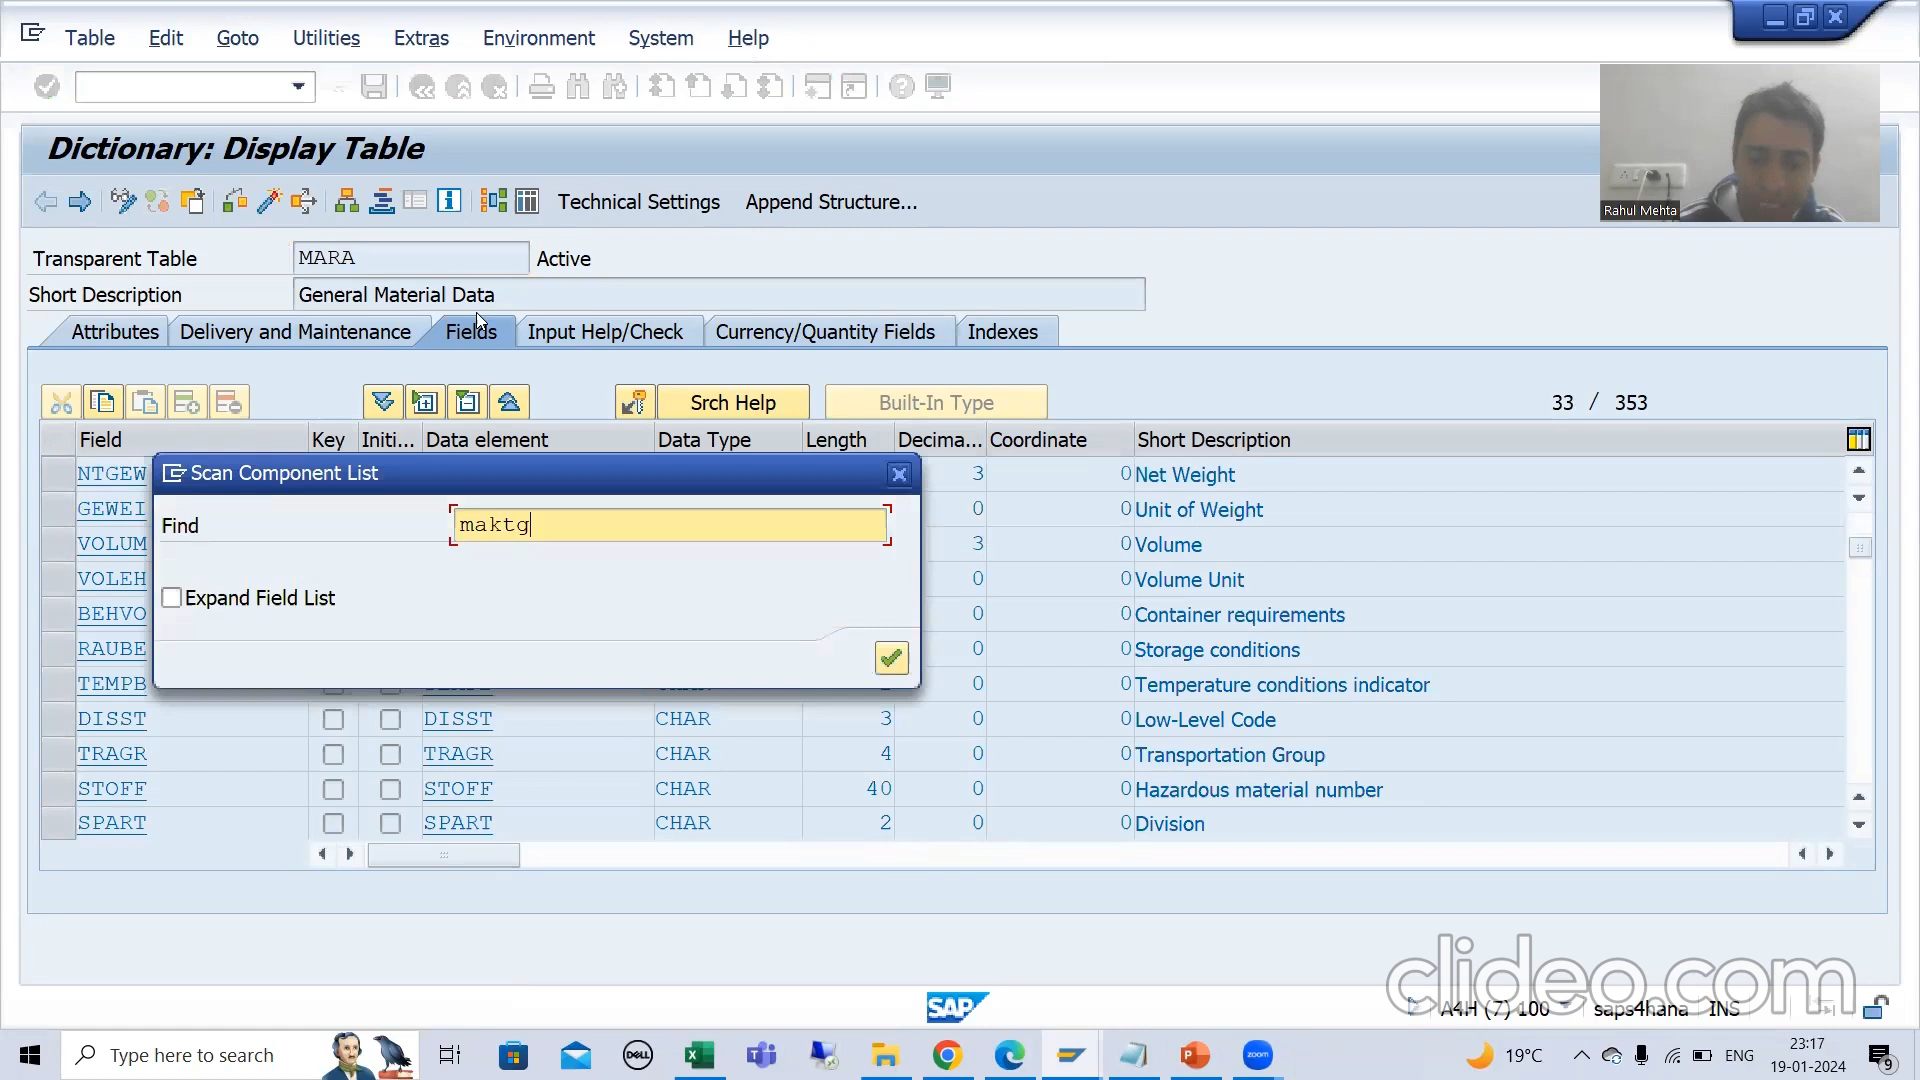 Table Edit Goto Utilities Extras Environment System Help
Dictionary: Display Table
Technical Settings Append Structure...
Rahul Mehta
Transparent Table MARA Active
Short Description General Material Data
Attributes Delivery and Maintenance Fields Input Help/Check Currency/Quantity Fields Indexes
Srch Help Built-In Type 33 / 353
Field Key Initi... Data element Data Type Length Decima... Coordinate Short Description
NTGEW 3 0 Net Weight
Scan Component List
GEWEI 0 0 Unit of Weight
Find maktg
VOLUM 3 0 Volume
VOLEH 0 0 Volume Unit
Expand Field List
BEHVO 0 0 Container requirements
RAUBE 0 0 Storage conditions
TEMPB 0 0 Temperature conditions indicator
DISST DISST CHAR 3 0 0 Low-Level Code
TRAGR TRAGR CHAR 4 0 0 Transportation Group
STOFF STOFF CHAR 40 0 0 Hazardous material number
SPART SPART CHAR 2 0 0 Division
clideo.com
SAP A4H (7) 100 saps4hana INS
Type here to search DELL zoom 19°C ENG 23:17
19-01-2024 9